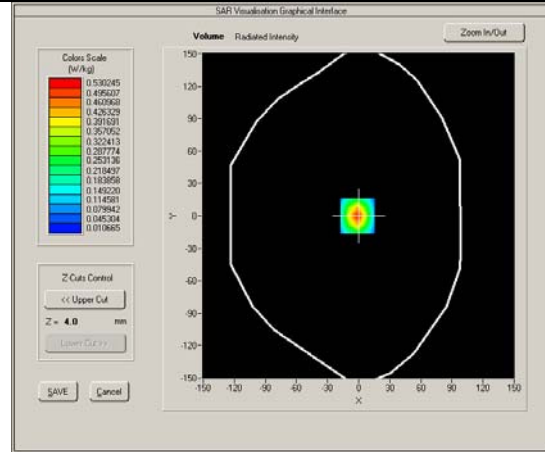 SAR Visualisation Graphical Interface
Volume Radiated Intensity
Zoom In/Out
Colors Scale
(W/kg)
0.530245
0.495607
0.460968
0.426329
0.391691
0.357052
0.322413
0.287774
0.253136
0.218497
0.183858
0.149220
0.114581
0.079942
0.045304
0.010665
Z-Cuts Control
<< Upper Cut
Z = 4.0 mm
Lower Cut >>
SAVE Cancel
150
120
90
60
30
0
-30
-60
-90
-120
-150
Y
-150 -120 -90 -60 -30 0 30 60 90 120 150
X